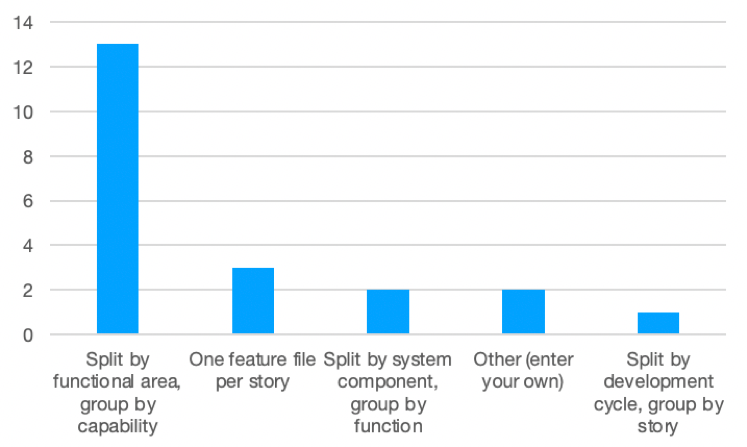 14
12
10
8
6
4
2
0
Split by
functional area,
group by
capability
One feature file
per story
Split by system
component,
group by
function
Other (enter
your own)
Split by
development
cycle, group by
story